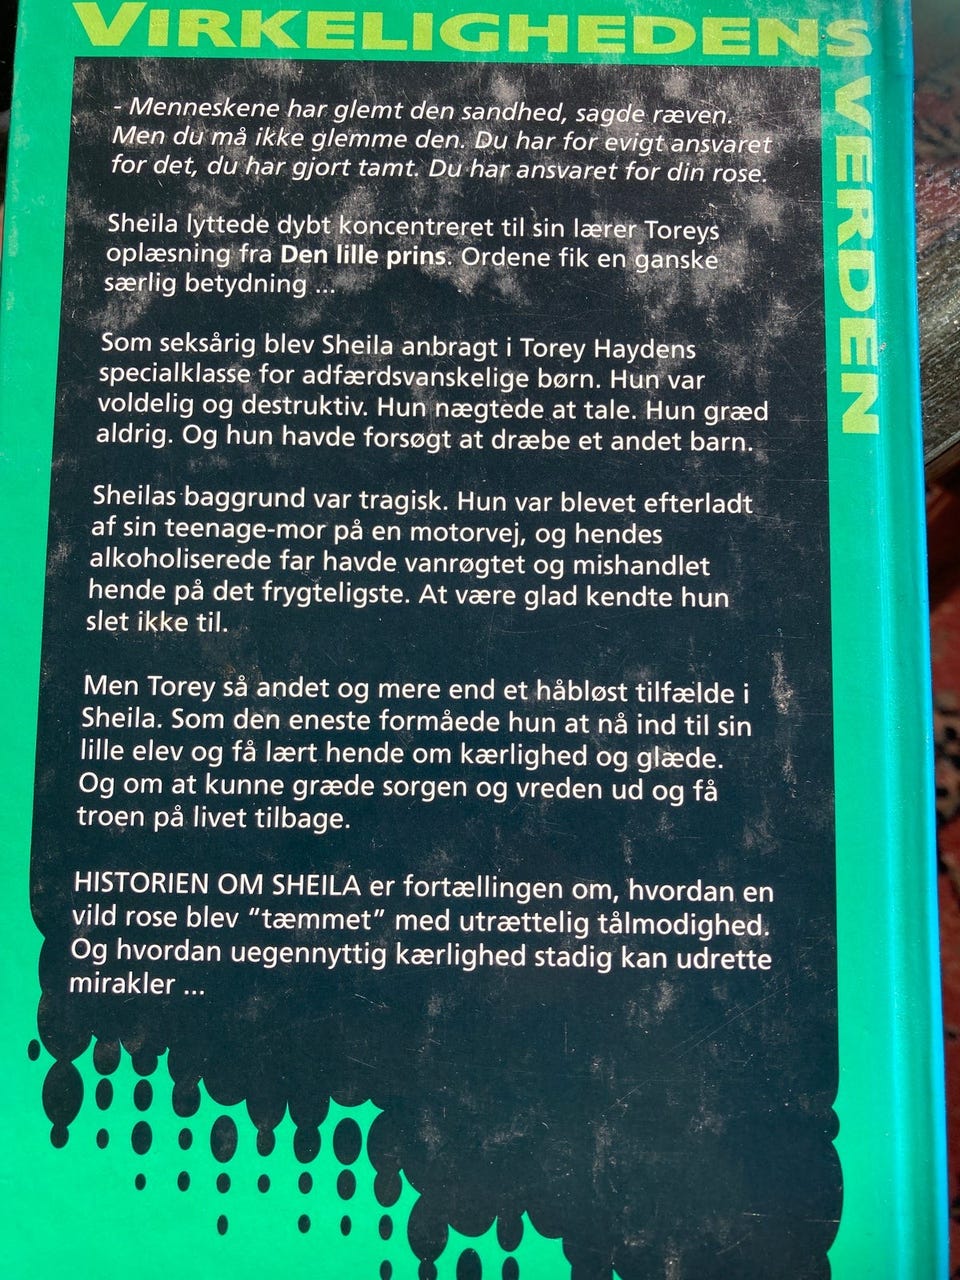 VIRKELIGHEDENS VERDEN
- Menneskene har glemt den sandhed, sagde ræven.
Men du må ikke glemme den. Du har for evigt ansvaret
for det, du har gjort tamt. Du har ansvaret for din rose.
Sheila lyttede dybt koncentreret til sin lærer Toreys
oplæsning fra Den lille prins. Ordene fik en ganske
særlig betydning ...
Som seksårig blev Sheila anbragt i Torey Haydens
specialklasse for adfærdsvanskelige børn. Hun var
voldelig og destruktiv. Hun nægtede at tale. Hun græd
aldrig. Og hun havde forsøgt at dræbe et andet barn.
Sheilas baggrund var tragisk. Hun var blevet efterladt
af sin teenage-mor på en motorvej, og hendes
alkoholiserede far havde vanrøgtet og mishandlet
hende på det frygteligste. At være glad kendte hun
slet ikke til.
Men Torey så andet og mere end et håbløst tilfælde i
Sheila. Som den eneste formåede hun at nå ind til sin
lille elev og få lært hende om kærlighed og glæde.
Og om at kunne græde sorgen og vreden ud og få
troen på livet tilbage.
HISTORIEN OM SHEILA er fortællingen om, hvordan en
vild rose blev "tæmmet" med utrættelig tålmodighed.
Og hvordan uegennyttig kærlighed stadig kan udrette
mirakler ...